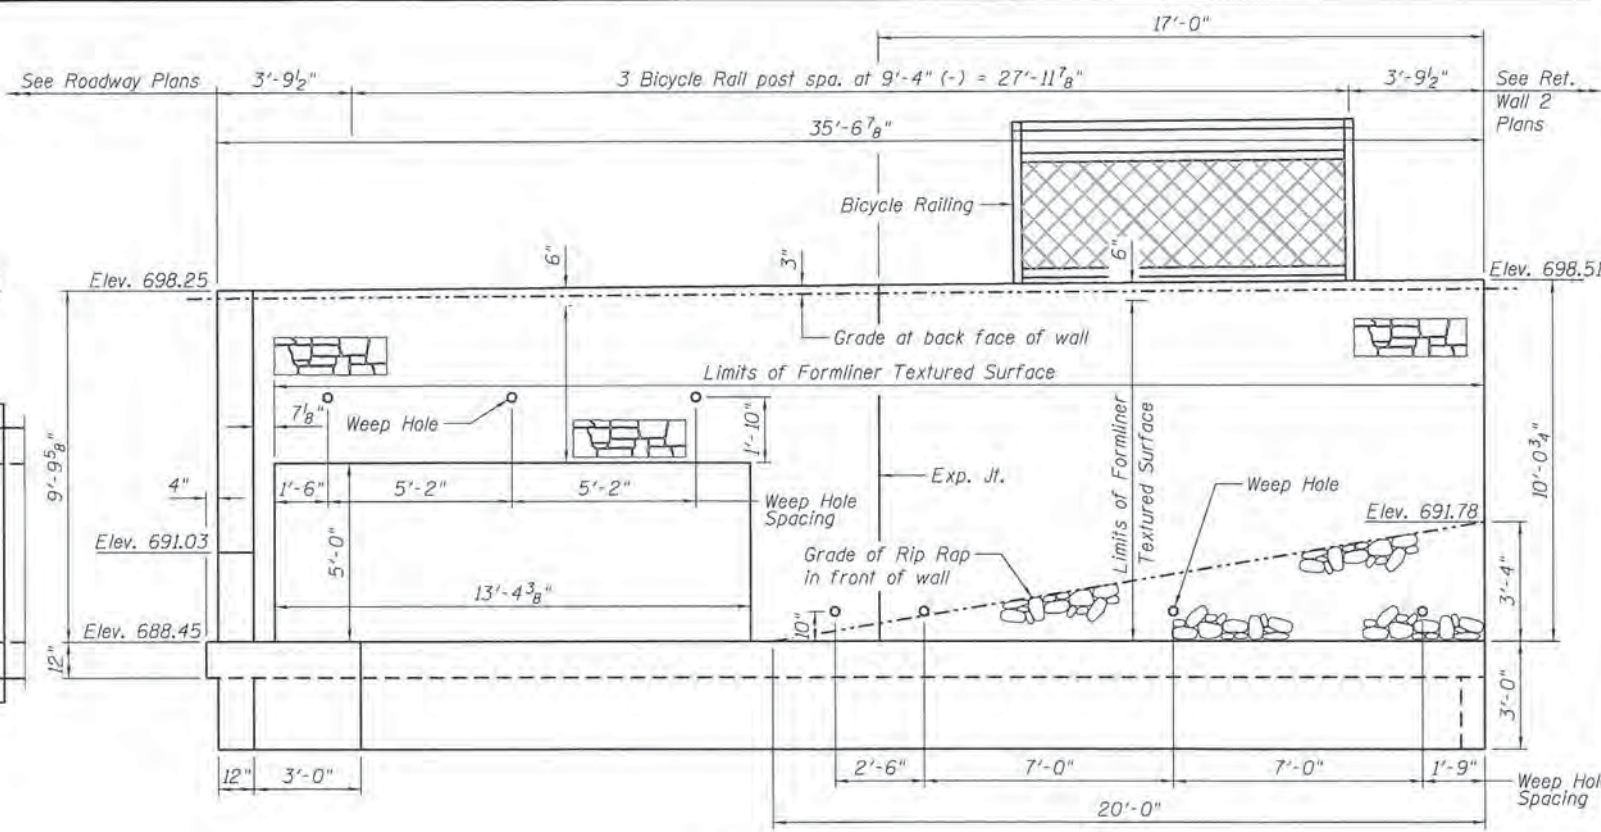 17'-0"
See Roadway Plans
3'-9½"
3 Bicycle Rail post spa. at 9'-4" (-) = 27'-11⅞"
3'-9½"
See Ret.
Wall 2
Plans
35'-6⅞"
Bicycle Railing
6"
3"
6"
Elev. 698.25
Elev. 698.51
Grade at back face of wall
Limits of Formliner Textured Surface
7⅛"
Weep Hole
1'-10"
Limits of Formliner
Textured Surface
9'-9⅝"
10'-0¾"
4"
1'-6"
5'-2"
5'-2"
Weep Hole
Spacing
Exp. Jt.
Weep Hole
Elev. 691.78
Elev. 691.03
5'-0"
Grade of Rip Rap
in front of wall
13'-4⅜"
3'-4"
10"
Elev. 688.45
12"
3'-0"
12"
3'-0"
2'-6"
7'-0"
7'-0"
1'-9"
Weep Hol
Spacing
20'-0"